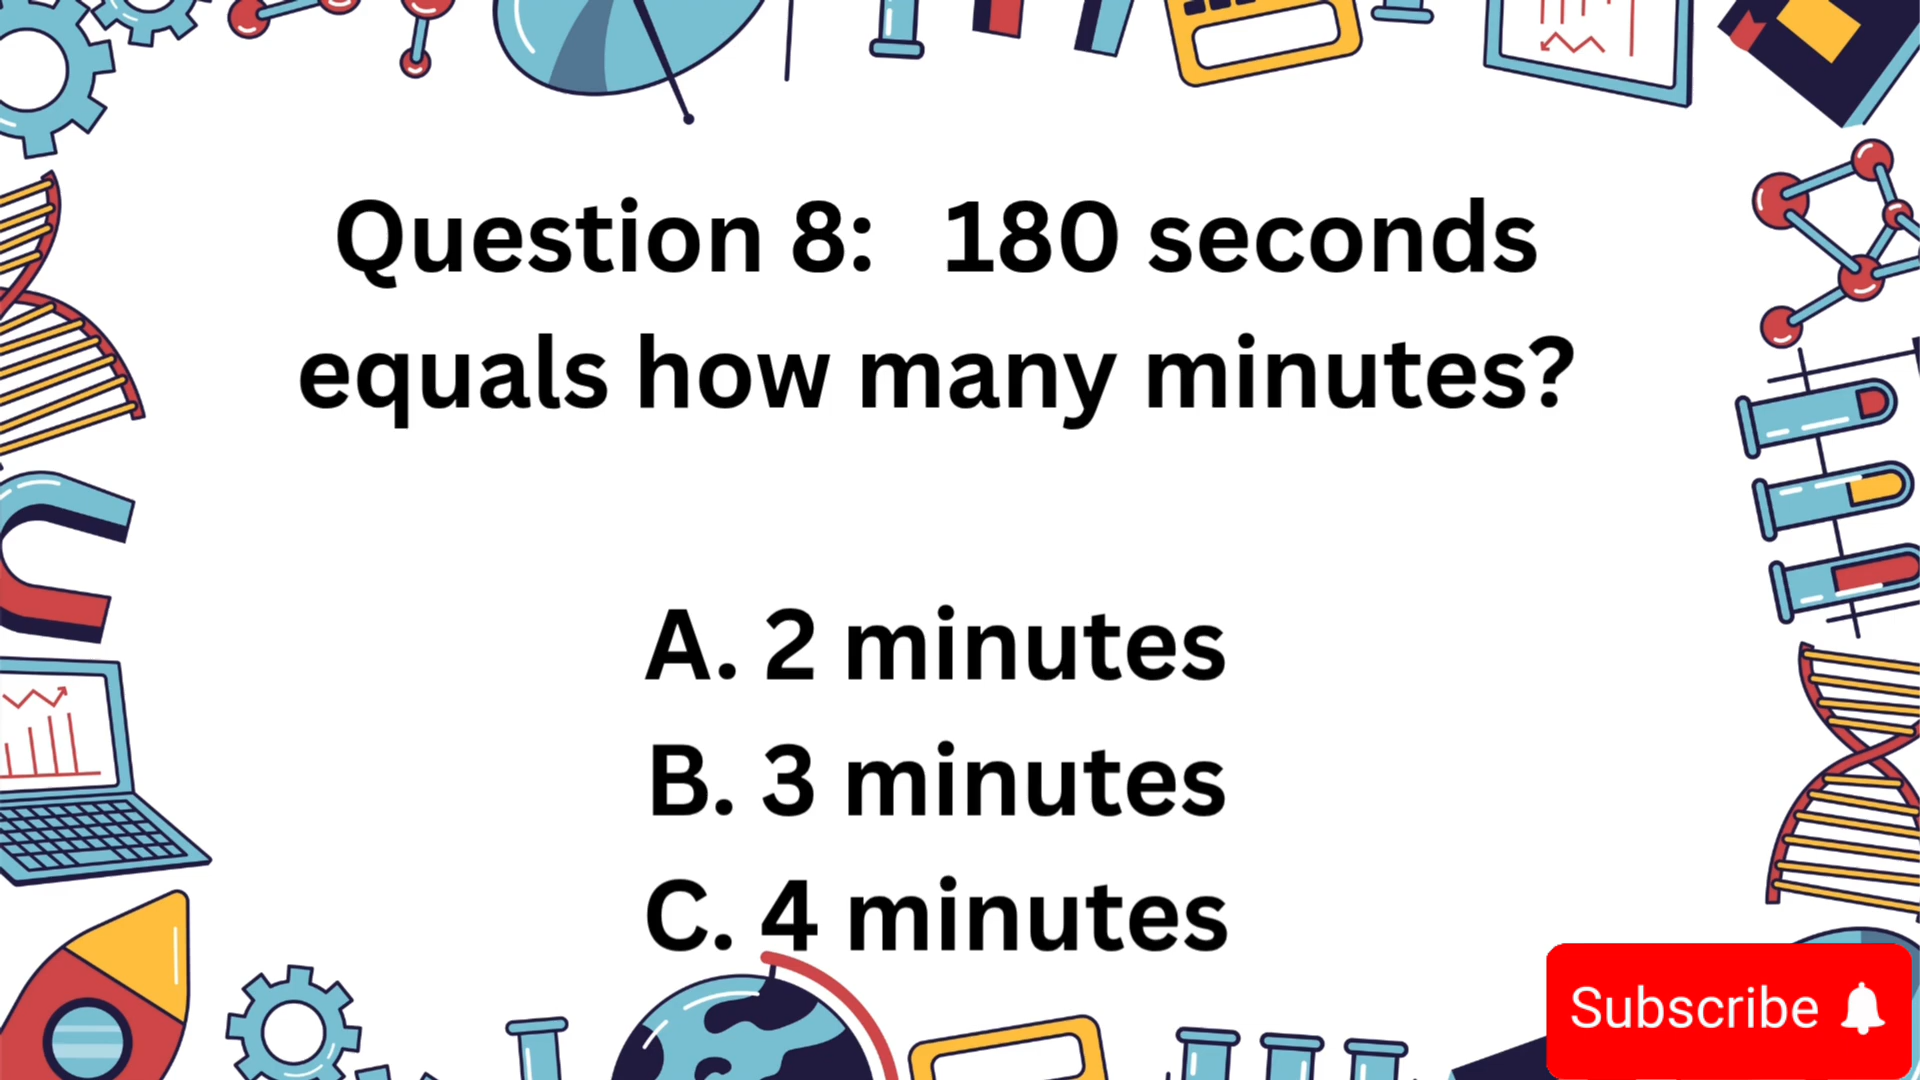 Question 8: 180 seconds
equals how many minutes?
A. 2 minutes
B. 3 minutes
C. 4 minutes
Subscribe